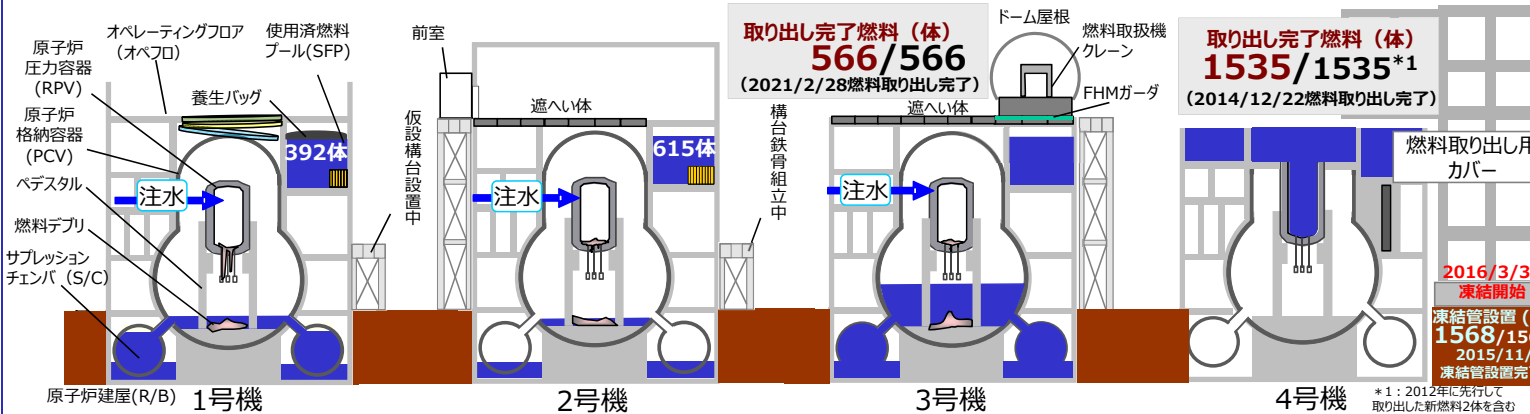 オペレーティングフロア
(オペフロ)
使用済燃料
プール(SFP)
原子炉
圧力容器
(RPV)
養生バッグ
原子炉
格納容器
(PCV)
392体
ペデスタル
注水
燃料デブリ
サプレッション
チェンバ (S/C)
原子炉建屋(R/B)
1号機
仮設構台設置中
前室
遮へい体
615体
注水
2号機
構台鉄骨組立中
取り出し完了燃料（体）
566/566
(2021/2/28燃料取り出し完了)
ドーム屋根
燃料取扱機
クレーン
FHMガーダ
遮へい体
注水
3号機
取り出し完了燃料（体）
1535/1535*1
(2014/12/22燃料取り出し完了)
燃料取り出し用
カバー
4号機
2016/3/3
凍結開始
凍結管設置 (
1568/15
2015/11/
凍結管設置完
*1：2012年に先行して
取り出した新燃料2体を含む